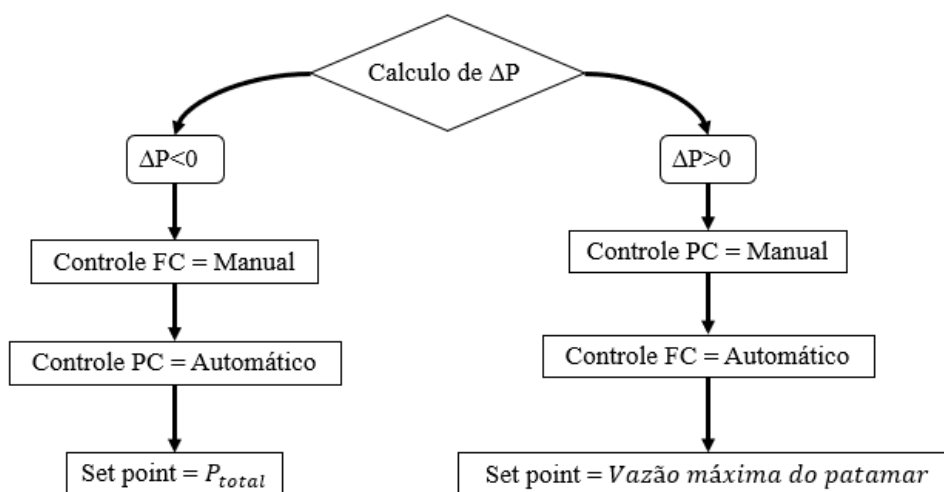 Calculo de ΔP
ΔP<0
ΔP>0
Controle FC = Manual
Controle PC = Manual
Controle PC = Automático
Controle FC = Automático
Set point = P_total
Set point = Vazão máxima do patamar